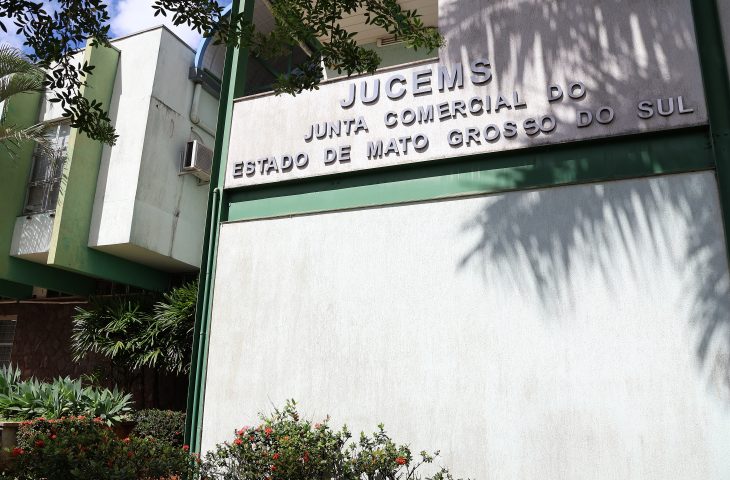 JUCEMS
JUNTA COMERCIAL DO
ESTADO DE MATO GROSSO DO SUL